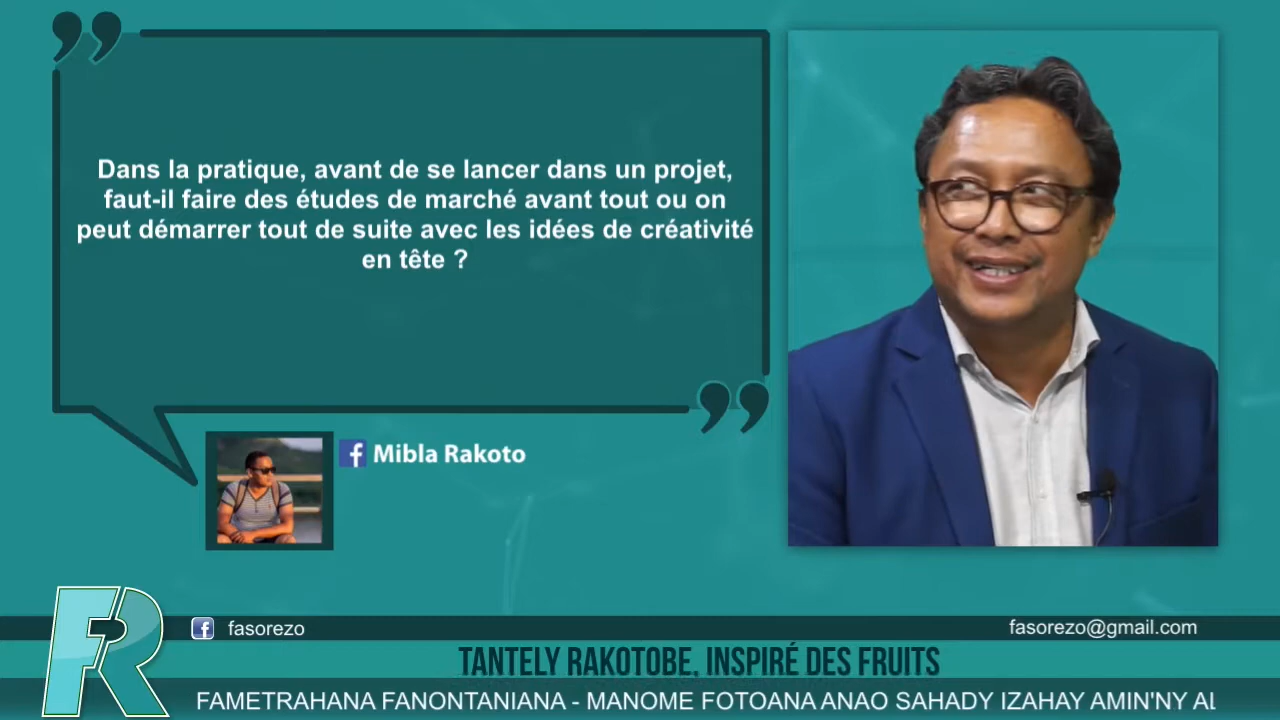 Dans la pratique, avant de se lancer dans un projet,
faut-il faire des études de marché avant tout ou on
peut démarrer tout de suite avec les idées de créativité
en tête ?
Mibla Rakoto
FR
fasorezo
fasorezo@gmail.com
TANTELY RAKOTOBE, INSPIRÉ DES FRUITS
FAMETRAHANA FANONTANIANA - MANOME FOTOANA ANAO SAHADY IZAHAY AMIN'NY